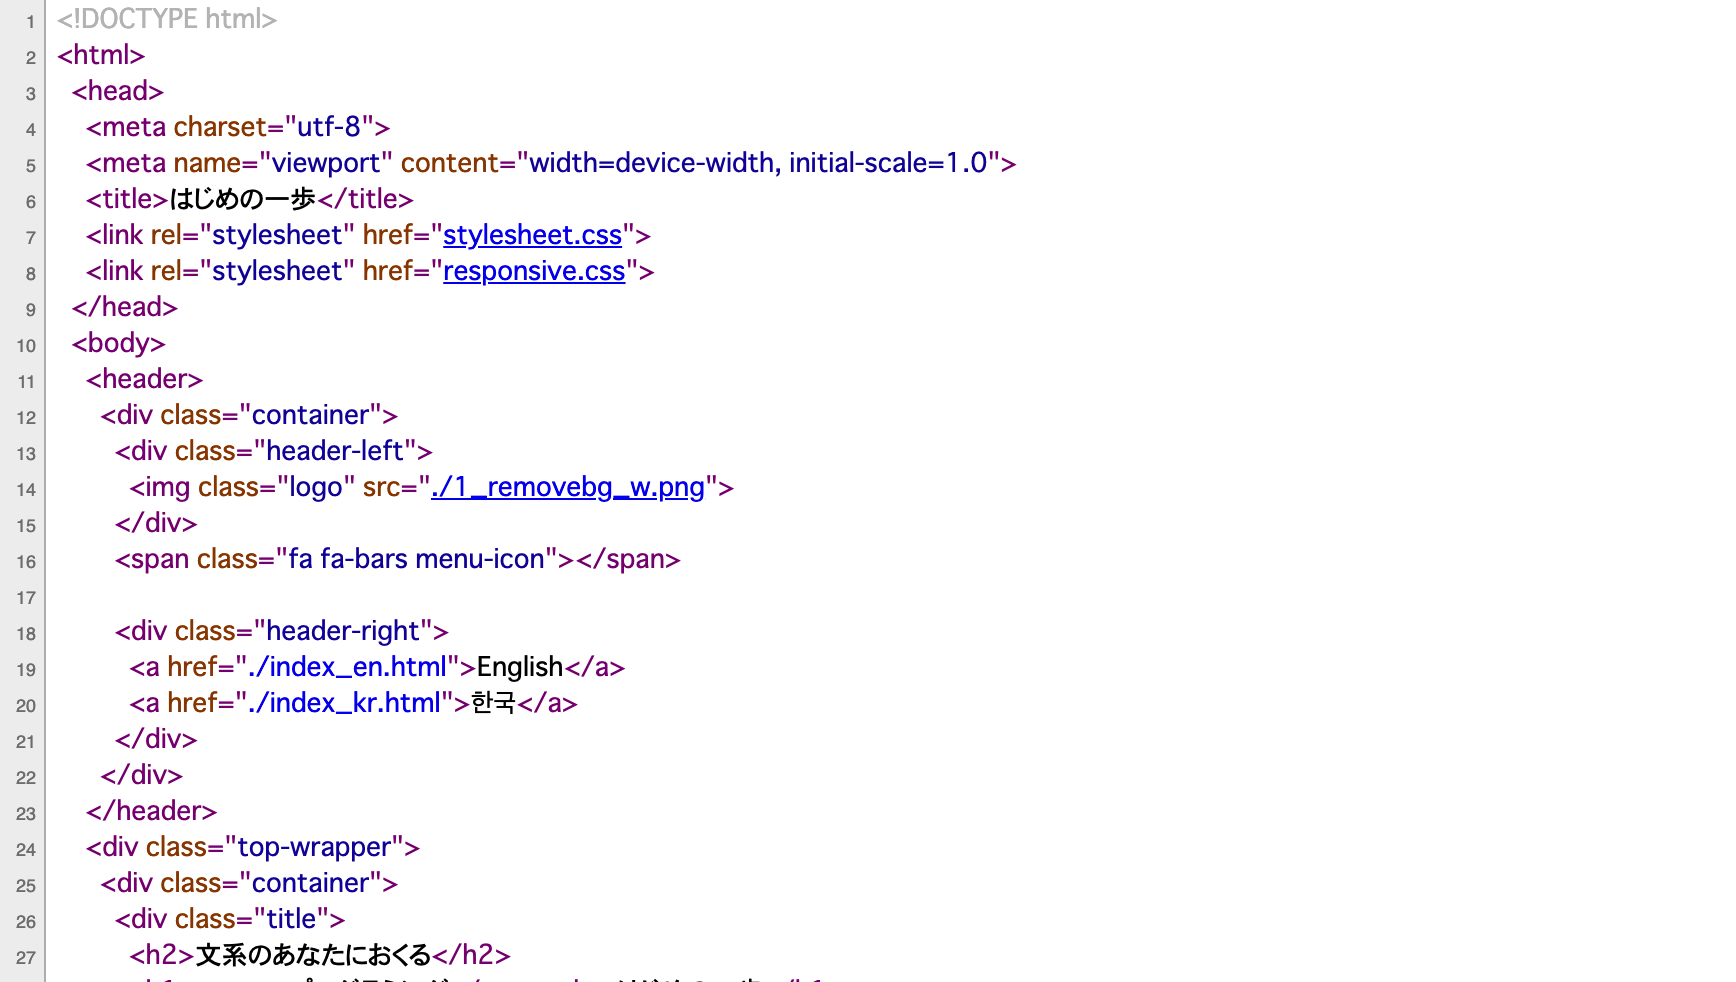 1 <!DOCTYPE html>
2 <html>
3 <head>
4 <meta charset="utf-8">
5 <meta name="viewport" content="width=device-width, initial-scale=1.0">
6 <title>はじめの一歩</title>
7 <link rel="stylesheet" href="stylesheet.css">
8 <link rel="stylesheet" href="responsive.css">
9 </head>
10 <body>
11 <header>
12 <div class="container">
13 <div class="header-left">
14 <img class="logo" src="./1_removebg_w.png">
15 </div>
16 <span class="fa fa-bars menu-icon"></span>
17
18 <div class="header-right">
19 <a href="./index_en.html">English</a>
20 <a href="./index_kr.html">한국</a>
21 </div>
22 </div>
23 </header>
24 <div class="top-wrapper">
25 <div class="container">
26 <div class="title">
27 <h2>文系のあなたにおくる</h2>